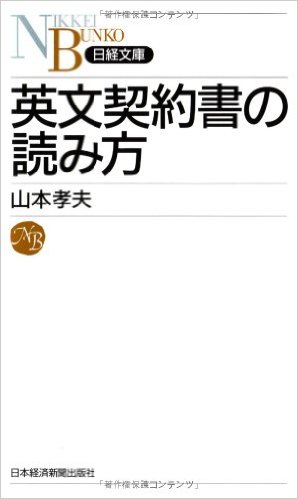 「著作権保護コンテンツ」
NIKKEI
BUNKO
日経文庫
英文契約書の
読み方
山本孝夫
NB
日本経済新聞出版社
「著作権保護コンテンツ」